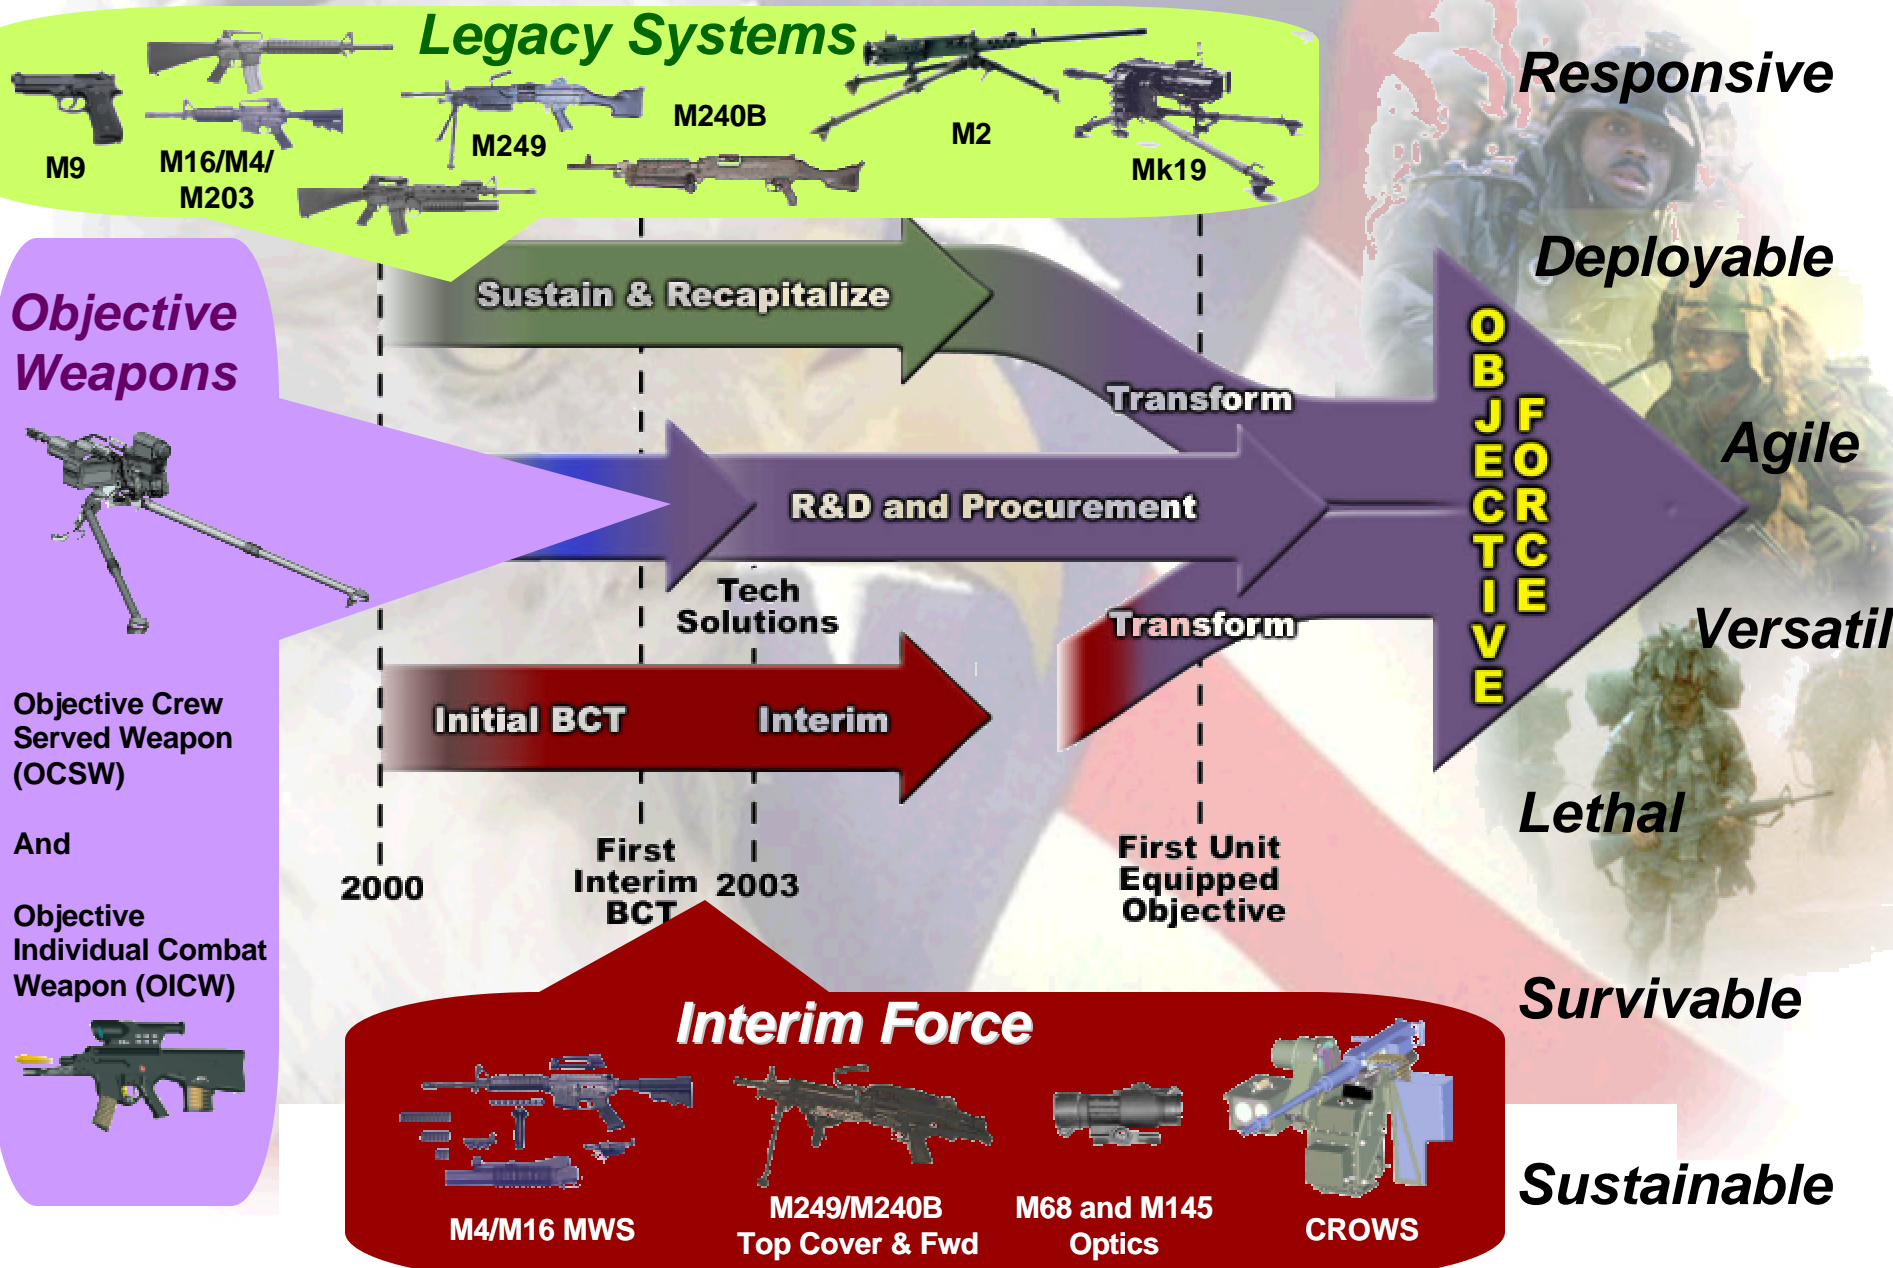 Legacy Systems
M9
M16/M4/
M203
M249
M240B
M2
Mk19
Objective
Weapons
Objective Crew
Served Weapon
(OCSW)
And
Objective
Individual Combat
Weapon (OICW)
Sustain & Recapitalize
Transform
R&D and Procurement
Tech
Solutions
Transform
Initial BCT
Interim
OBJECTIVE
FORCE
2000
First
Interim
BCT
2003
First Unit
Equipped
Objective
Interim Force
M4/M16 MWS
M249/M240B
Top Cover & Fwd
M68 and M145
Optics
CROWS
Responsive
Deployable
Agile
Versatil
Lethal
Survivable
Sustainable